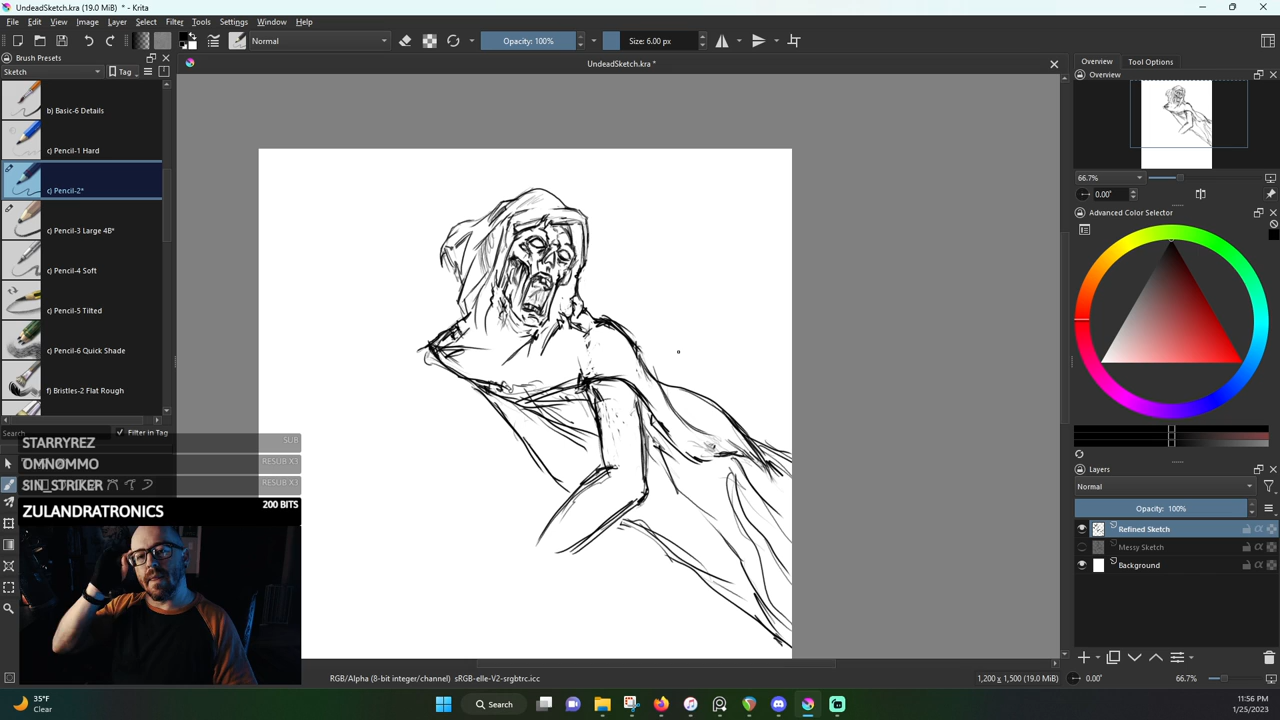 UndeadSketch.kra (19.0 MiB) * - Krita
File Edit View Image Layer Select Filter Tools Settings Window Help
Normal Opacity: 100% Size: 6.00 px
Brush Presets
Sketch Tag
b) Basic-6 Details
c) Pencil-1 Hard
c) Pencil-2*
c) Pencil-3 Large 4B*
c) Pencil-4 Soft
c) Pencil-5 Tilted
c) Pencil-6 Quick Shade
f) Bristles-2 Flat Rough
Search Filter in Tag
UndeadSketch.kra *
STARRYREZ SUB
OMNOMMO RESUB X3
SIN_STRIKER RESUB X1
ZULANDRATRONICS 200 BITS
Overview Tool Options
Overview
66.7%
0.00°
Advanced Color Selector
Layers
Normal
Opacity: 100%
Refined Sketch
Messy Sketch
Background
RGB/Alpha (8-bit integer/channel) sRGB-elle-V2-srgbtrc.icc
1,200 x 1,500 (19.0 MiB) 0.00° 66.7%
35°F
Clear
Search
11:56 PM
1/25/2023